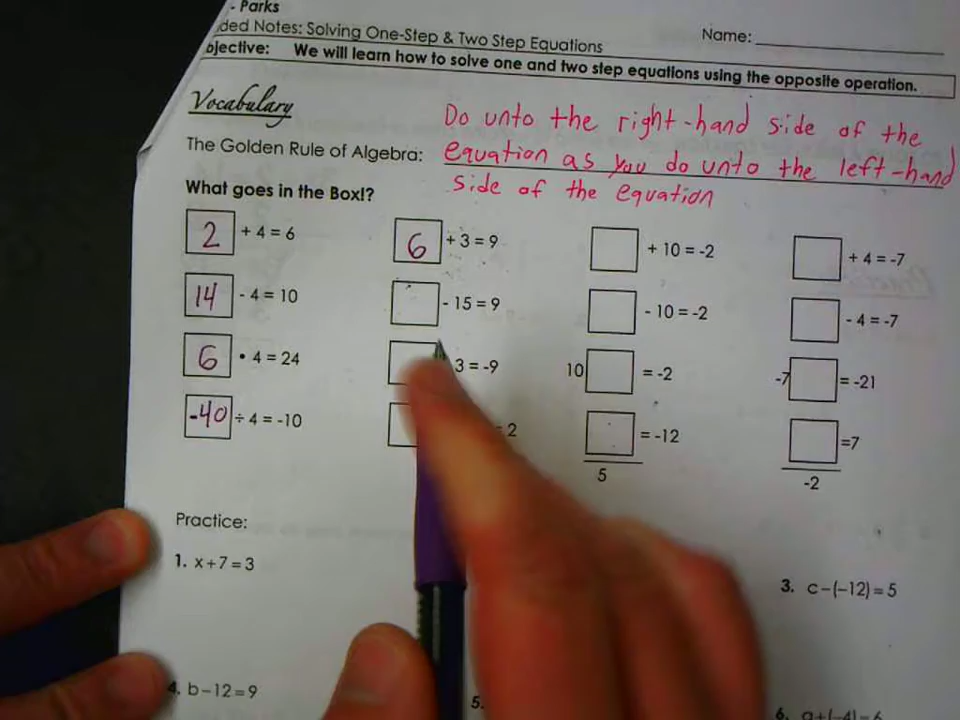 - Parks
ded Notes: Solving One-Step & Two Step Equations
Name:
bjective: We will learn how to solve one and two step equations using the opposite operation.
Vocabulary
The Golden Rule of Algebra: Do unto the right-hand side of the
equation as you do unto the left-hand
side of the equation
What goes in the Box!?
2 + 4 = 6
6 + 3 = 9
+ 10 = -2
+ 4 = -7
14 - 4 = 10
- 15 = 9
- 10 = -2
- 4 = -7
6 • 4 = 24
3 = -9
10 = -2
-7 = -21
-40 ÷ 4 = -10
= 2
= -12
5
=7
-2
Practice:
1. x + 7 = 3
3. c – (–12) = 5
4. b – 12 = 9
5.
6. a + (–4) = 6